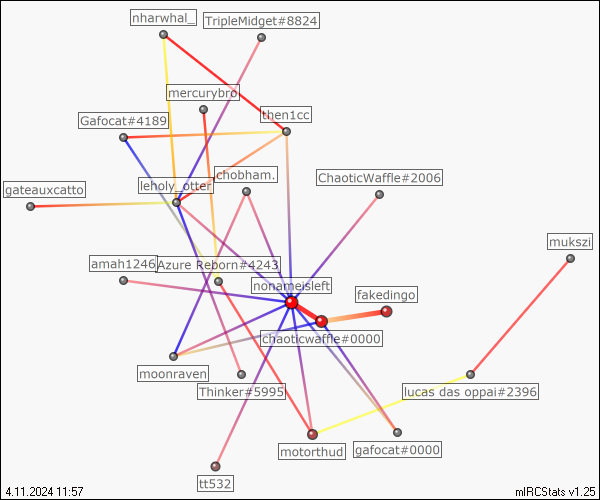 nharwhal_
TripleMidget#8824
mercurybro
Gafocat#4189
then1cc
chobham.
ChaoticWaffle#2006
leholy_otter
gateauxcatto
mukszi
amah1246
Azure Reborn#4243
nonameisleft
fakedingo
chaoticwaffle#0000
moonraven
Thinker#5995
lucas das oppai#2396
motorthud
gafocat#0000
tt532
4.11.2024 11:57
mIRCStats v1.25